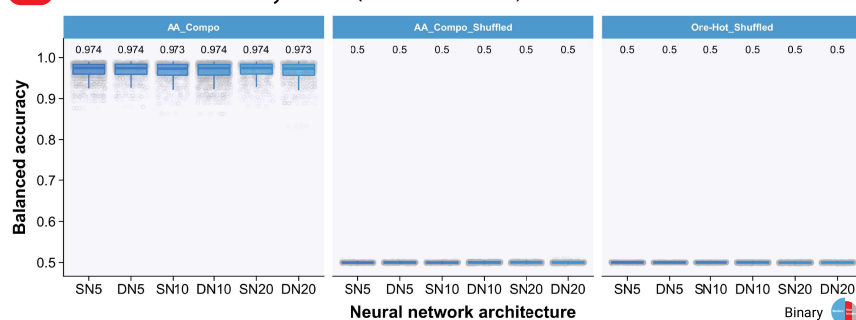 AA_Compo AA_Compo_Shuffled Ore-Hot_Shuffled
0.974 0.974 0.973 0.974 0.974 0.973 0.5 0.5 0.5 0.5 0.5 0.5 0.5 0.5 0.5 0.5 0.5 0.5
Balanced accuracy
1.0
0.9
0.8
0.7
0.6
0.5
SN5 DN5 SN10 DN10 SN20 DN20 SN5 DN5 SN10 DN10 SN20 DN20 SN5 DN5 SN10 DN10 SN20 DN20
Neural network architecture
Binary